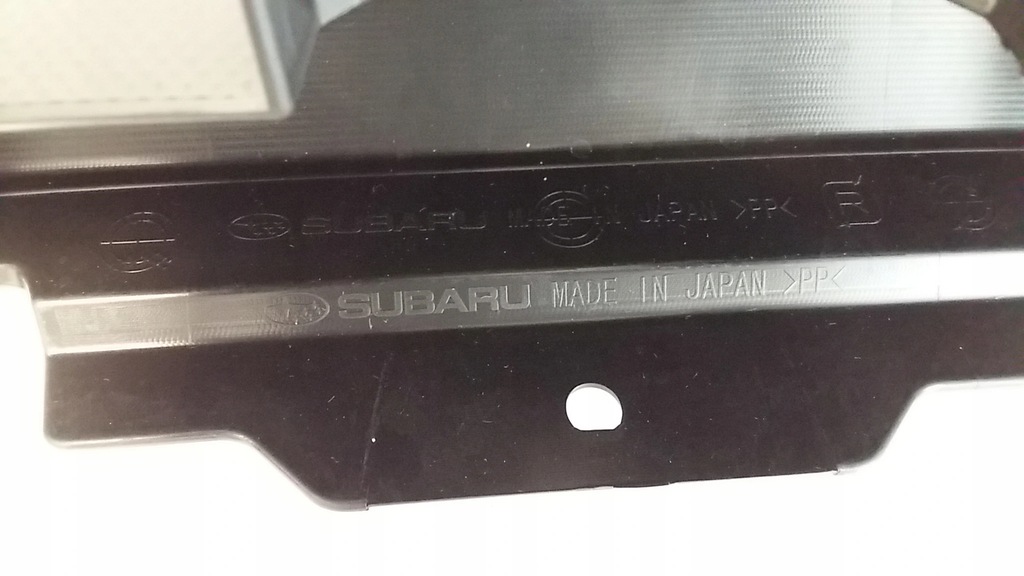 SUBARU MADE IN JAPAN >PP< R
SUBARU MADE IN JAPAN >PP<